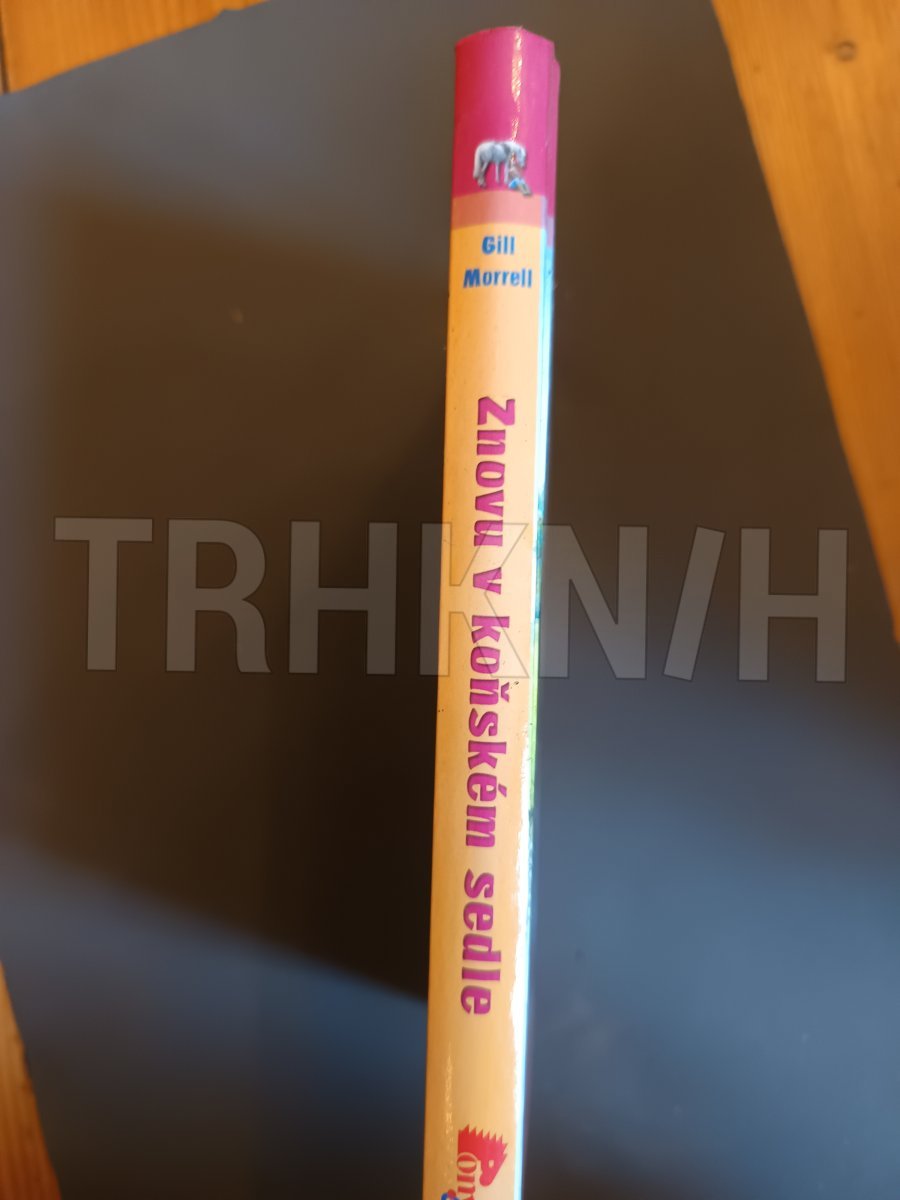 Gill
Morrell
Znovu v koňském sedle
TRHKNIH